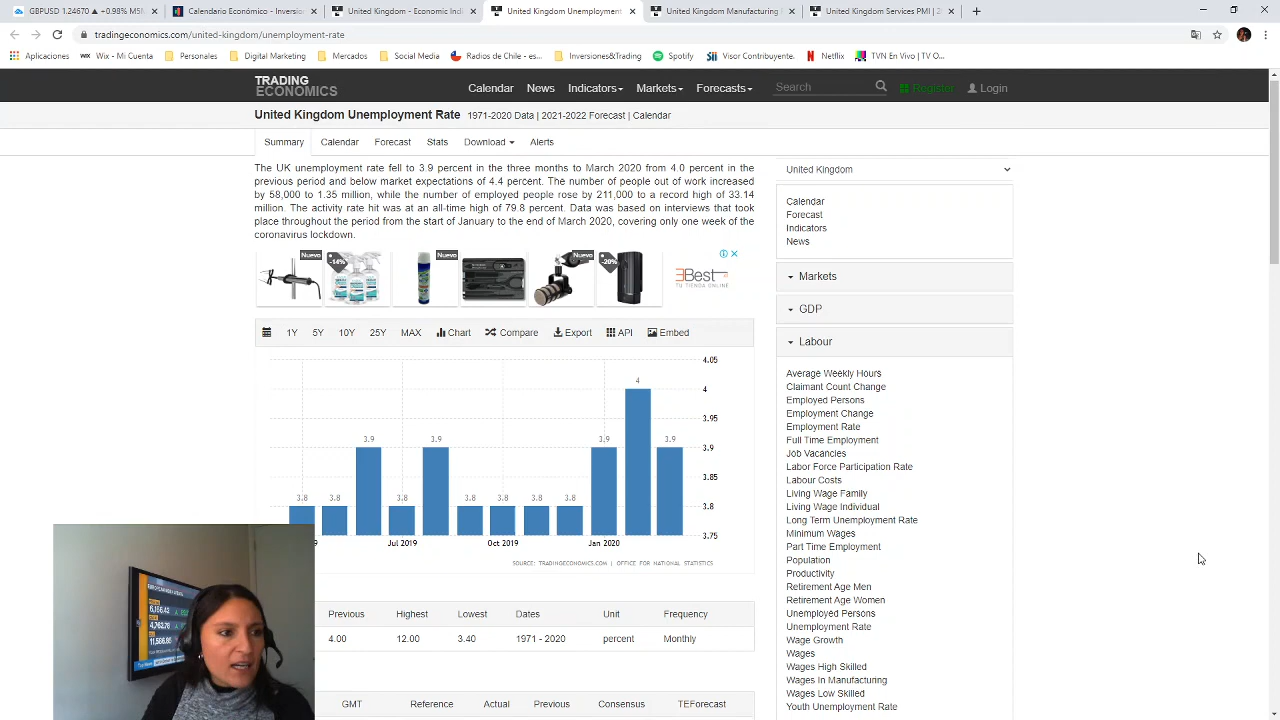 GBPUSD 1.24670 ▲ +0.98% MSM
Calendario Económico - Inversion
United Kingdom - Economic Indi
United Kingdom Unemployment
United Kingdom Manufacturing
United Kingdom Services PMI | 2
tradingeconomics.com/united-kingdom/unemployment-rate
Aplicaciones
WIX Wix - Mi Cuenta
Personales
Digital Marketing
Mercados
Social Media
Radios de Chile - es...
Inversiones&Trading
Spotify
Sii Visor Contribuyente.
N Netflix
TVN En Vivo | TV O...
TRADING
ECONOMICS
Calendar News Indicators Markets Forecasts
Search
Register
Login
United Kingdom Unemployment Rate 1971-2020 Data | 2021-2022 Forecast | Calendar
Summary Calendar Forecast Stats Download Alerts
The UK unemployment rate fell to 3.9 percent in the three months to March 2020 from 4.0 percent in the
previous period and below market expectations of 4.4 percent. The number of people out of work increased
by 58,000 to 1.35 million, while the number of employed people rose by 211,000 to a record high of 33.14
million. The activity rate hit was at an all-time high of 79.8 percent. Data was based on interviews that took
place throughout the period from the start of January to the end of March 2020, covering only one week of the
coronavirus lockdown.
Nuevo
-14%
Nuevo
Nuevo
-20%
3Best
TU TIENDA ONLINE
1Y 5Y 10Y 25Y MAX Chart Compare Export API Embed
4.05
4
3.95
3.9
3.85
3.8
3.75
3.8 3.8 3.9 3.8 3.9 3.8 3.8 3.8 3.8 3.9 4 3.9
Jul 2019 Oct 2019 Jan 2020
SOURCE: TRADINGECONOMICS.COM | OFFICE FOR NATIONAL STATISTICS
Previous Highest Lowest Dates Unit Frequency
4.00 12.00 3.40 1971 - 2020 percent Monthly
GMT Reference Actual Previous Consensus TEForecast
United Kingdom
Calendar
Forecast
Indicators
News
Markets
GDP
Labour
Average Weekly Hours
Claimant Count Change
Employed Persons
Employment Change
Employment Rate
Full Time Employment
Job Vacancies
Labor Force Participation Rate
Labour Costs
Living Wage Family
Living Wage Individual
Long Term Unemployment Rate
Minimum Wages
Part Time Employment
Population
Productivity
Retirement Age Men
Retirement Age Women
Unemployed Persons
Unemployment Rate
Wage Growth
Wages
Wages High Skilled
Wages In Manufacturing
Wages Low Skilled
Youth Unemployment Rate